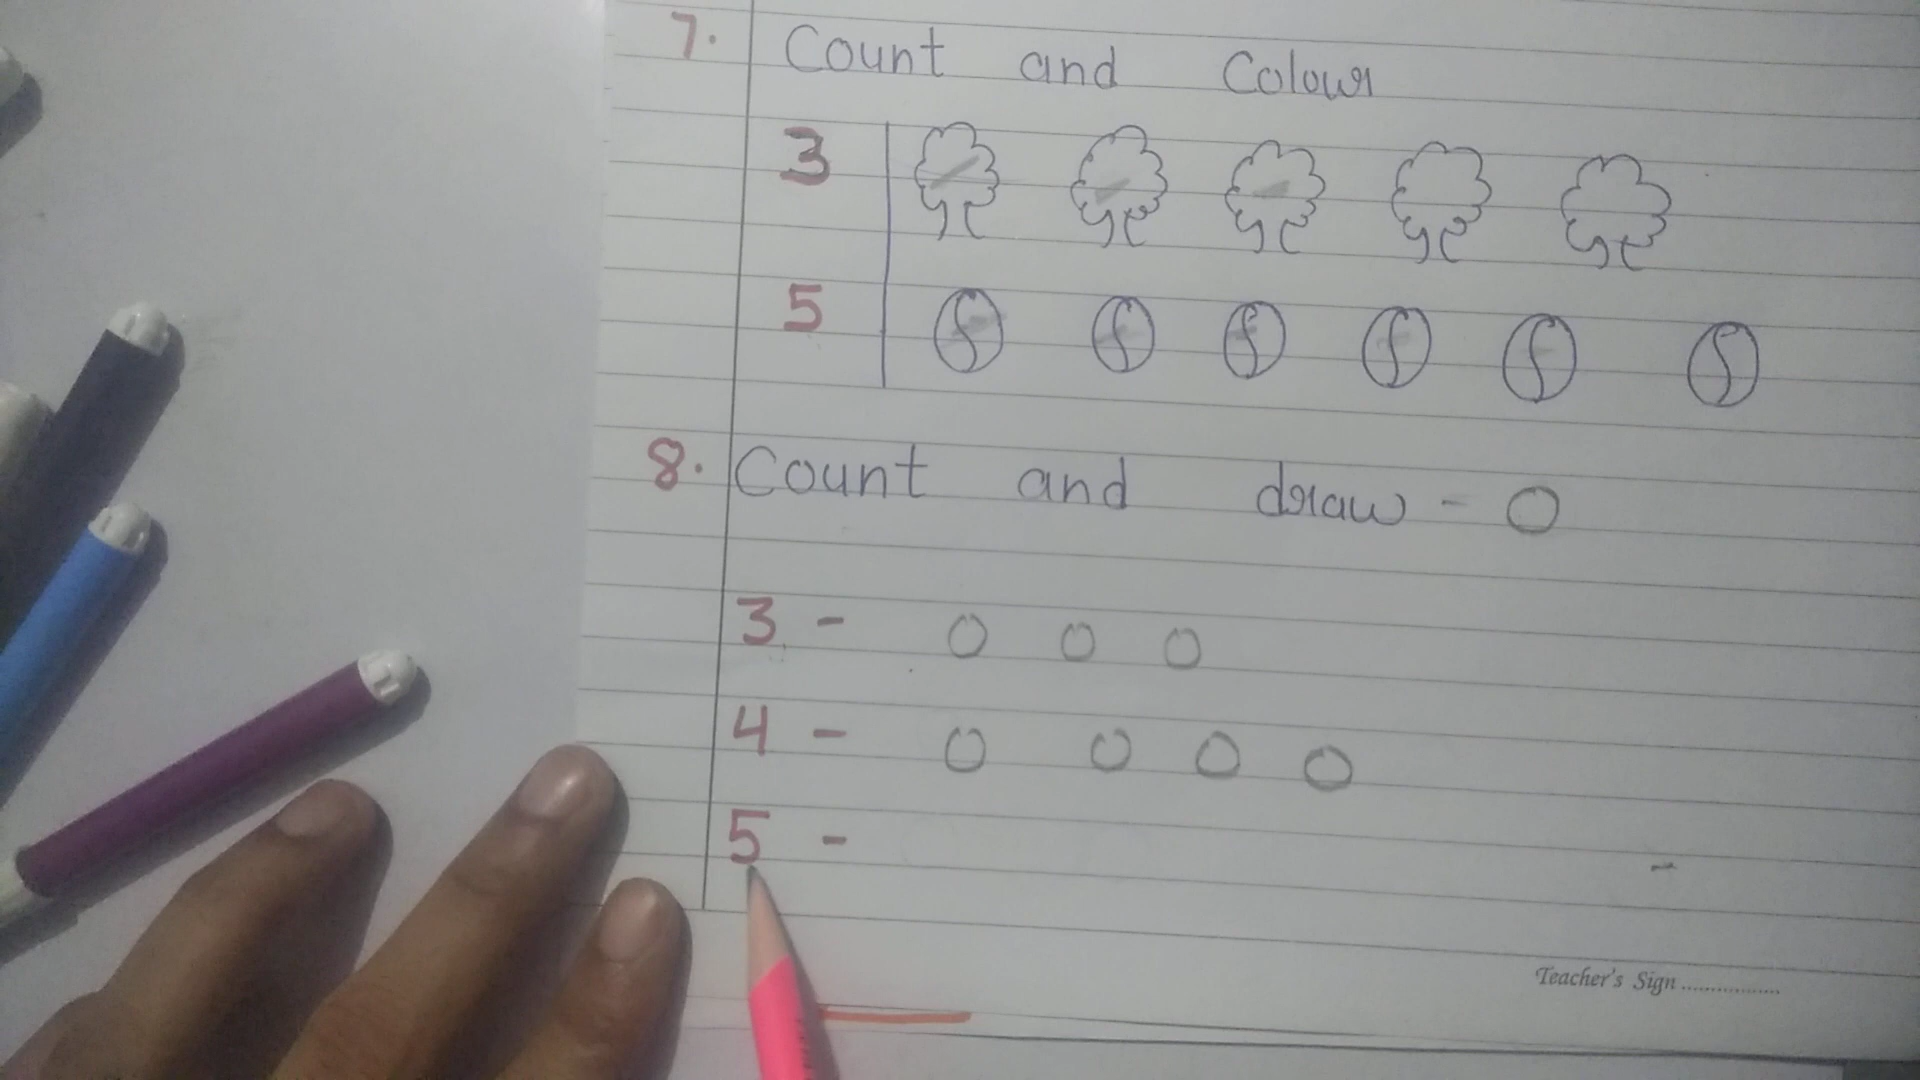 7. Count and Colour
3
5
8. Count and draw -
3 -
4 -
5 -
Teacher's Sign .................